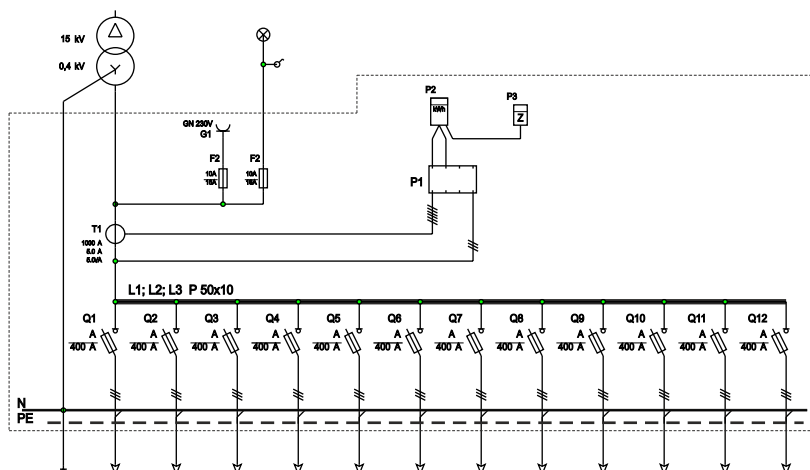 15 kV
0,4 kV
GN 230V
G1
F2
10A
16A
F2
10A
16A
P2
kWh
P3
Z
P1
T1
1000 A
5.0 A
5.0VA
L1; L2; L3 P 50x10
Q1
A
400 A
Q2
A
400 A
Q3
A
400 A
Q4
A
400 A
Q5
A
400 A
Q6
A
400 A
Q7
A
400 A
Q8
A
400 A
Q9
A
400 A
Q10
A
400 A
Q11
A
400 A
Q12
A
400 A
N
PE